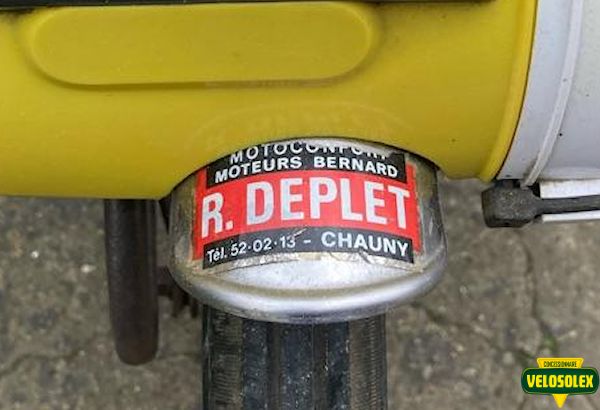 MOTOCONFORT
MOTEURS BERNARD
R. DEPLET
Tél. 52·02·13 - CHAUNY
CONCESSIONNAIRE
VELOSOLEX